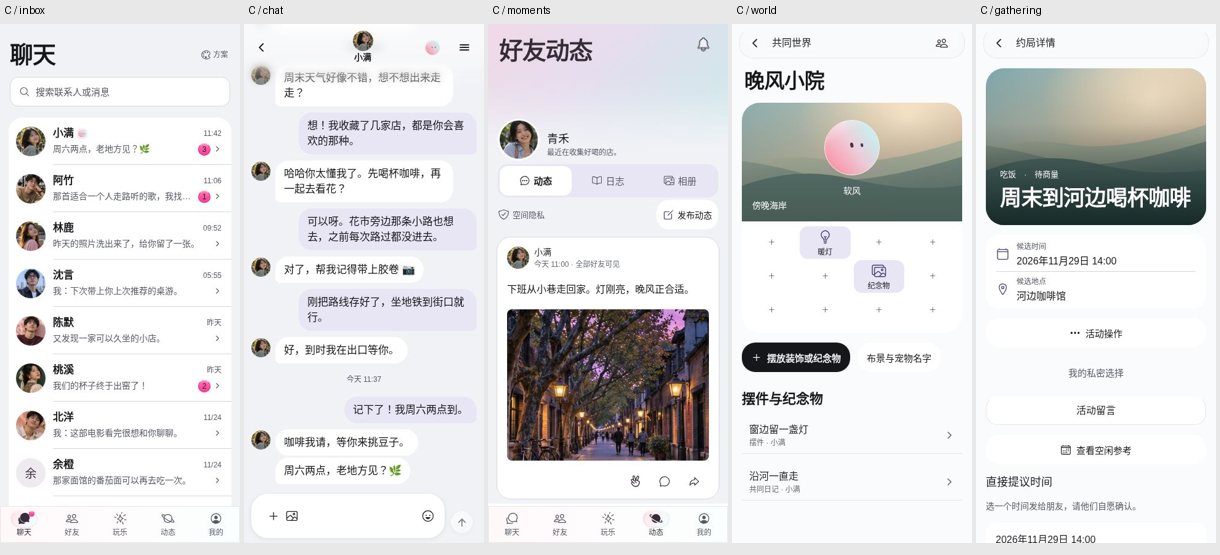 C / inbox
聊天
方案
搜索联系人或消息
小满
11:42
周六两点，老地方见？🌿
3
阿竹
11:06
那首适合一个人走路听的歌，我找...
1
林鹿
09:52
昨天的照片洗出来了，给你留了一张。
沈言
05:55
我：下次带上你上次推荐的桌游。
陈默
昨天
又发现一家可以久坐的小店。
桃溪
昨天
我们的杯子终于出窑了！
2
北洋
11/24
我：这部电影看完很想和你聊聊。
余
余橙
11/24
那家面馆的番茄面可以再去吃一次。
聊天
好友
玩乐
动态
我的
C / chat
小满
周末天气好像不错，想不想出来走
走？
想！我收藏了几家店，都是你会喜
欢的那种。
哈哈你太懂我了。先喝杯咖啡，再
一起去看花？
可以呀。花市旁边那条小路也想
去，之前每次路过都没进去。
对了，帮我记得带上胶卷 📷
刚把路线存好了，坐地铁到街口就
行。
好，到时我在出口等你。
今天 11:37
记下了！我周六两点到。
咖啡我请，等你来挑豆子。
周六两点，老地方见？🌿
C / moments
好友动态
青禾
最近在收集好喝的店。
动态
日志
相册
空间隐私
发布动态
小满
今天 11:00 · 全部好友可见
下班从小巷走回家。灯刚亮，晚风正合适。
聊天
好友
玩乐
动态
我的
C / world
共同世界
晚风小院
软风
傍晚海岸
+
暖灯
+
+
+
+
纪念物
+
+
+
+
+
+ 摆放装饰或纪念物
布景与宠物名字
摆件与纪念物
窗边留一盏灯
摆件 · 小满
沿河一直走
共同日记 · 小满
C / gathering
约局详情
吃饭 · 待商量
周末到河边喝杯咖啡
候选时间
2026年11月29日 14:00
候选地点
河边咖啡馆
活动操作
我的私密选择
活动留言
查看空闲参考
直接提议时间
选一个时间发给朋友，请他们自愿确认。
2026年11月29日 14:00